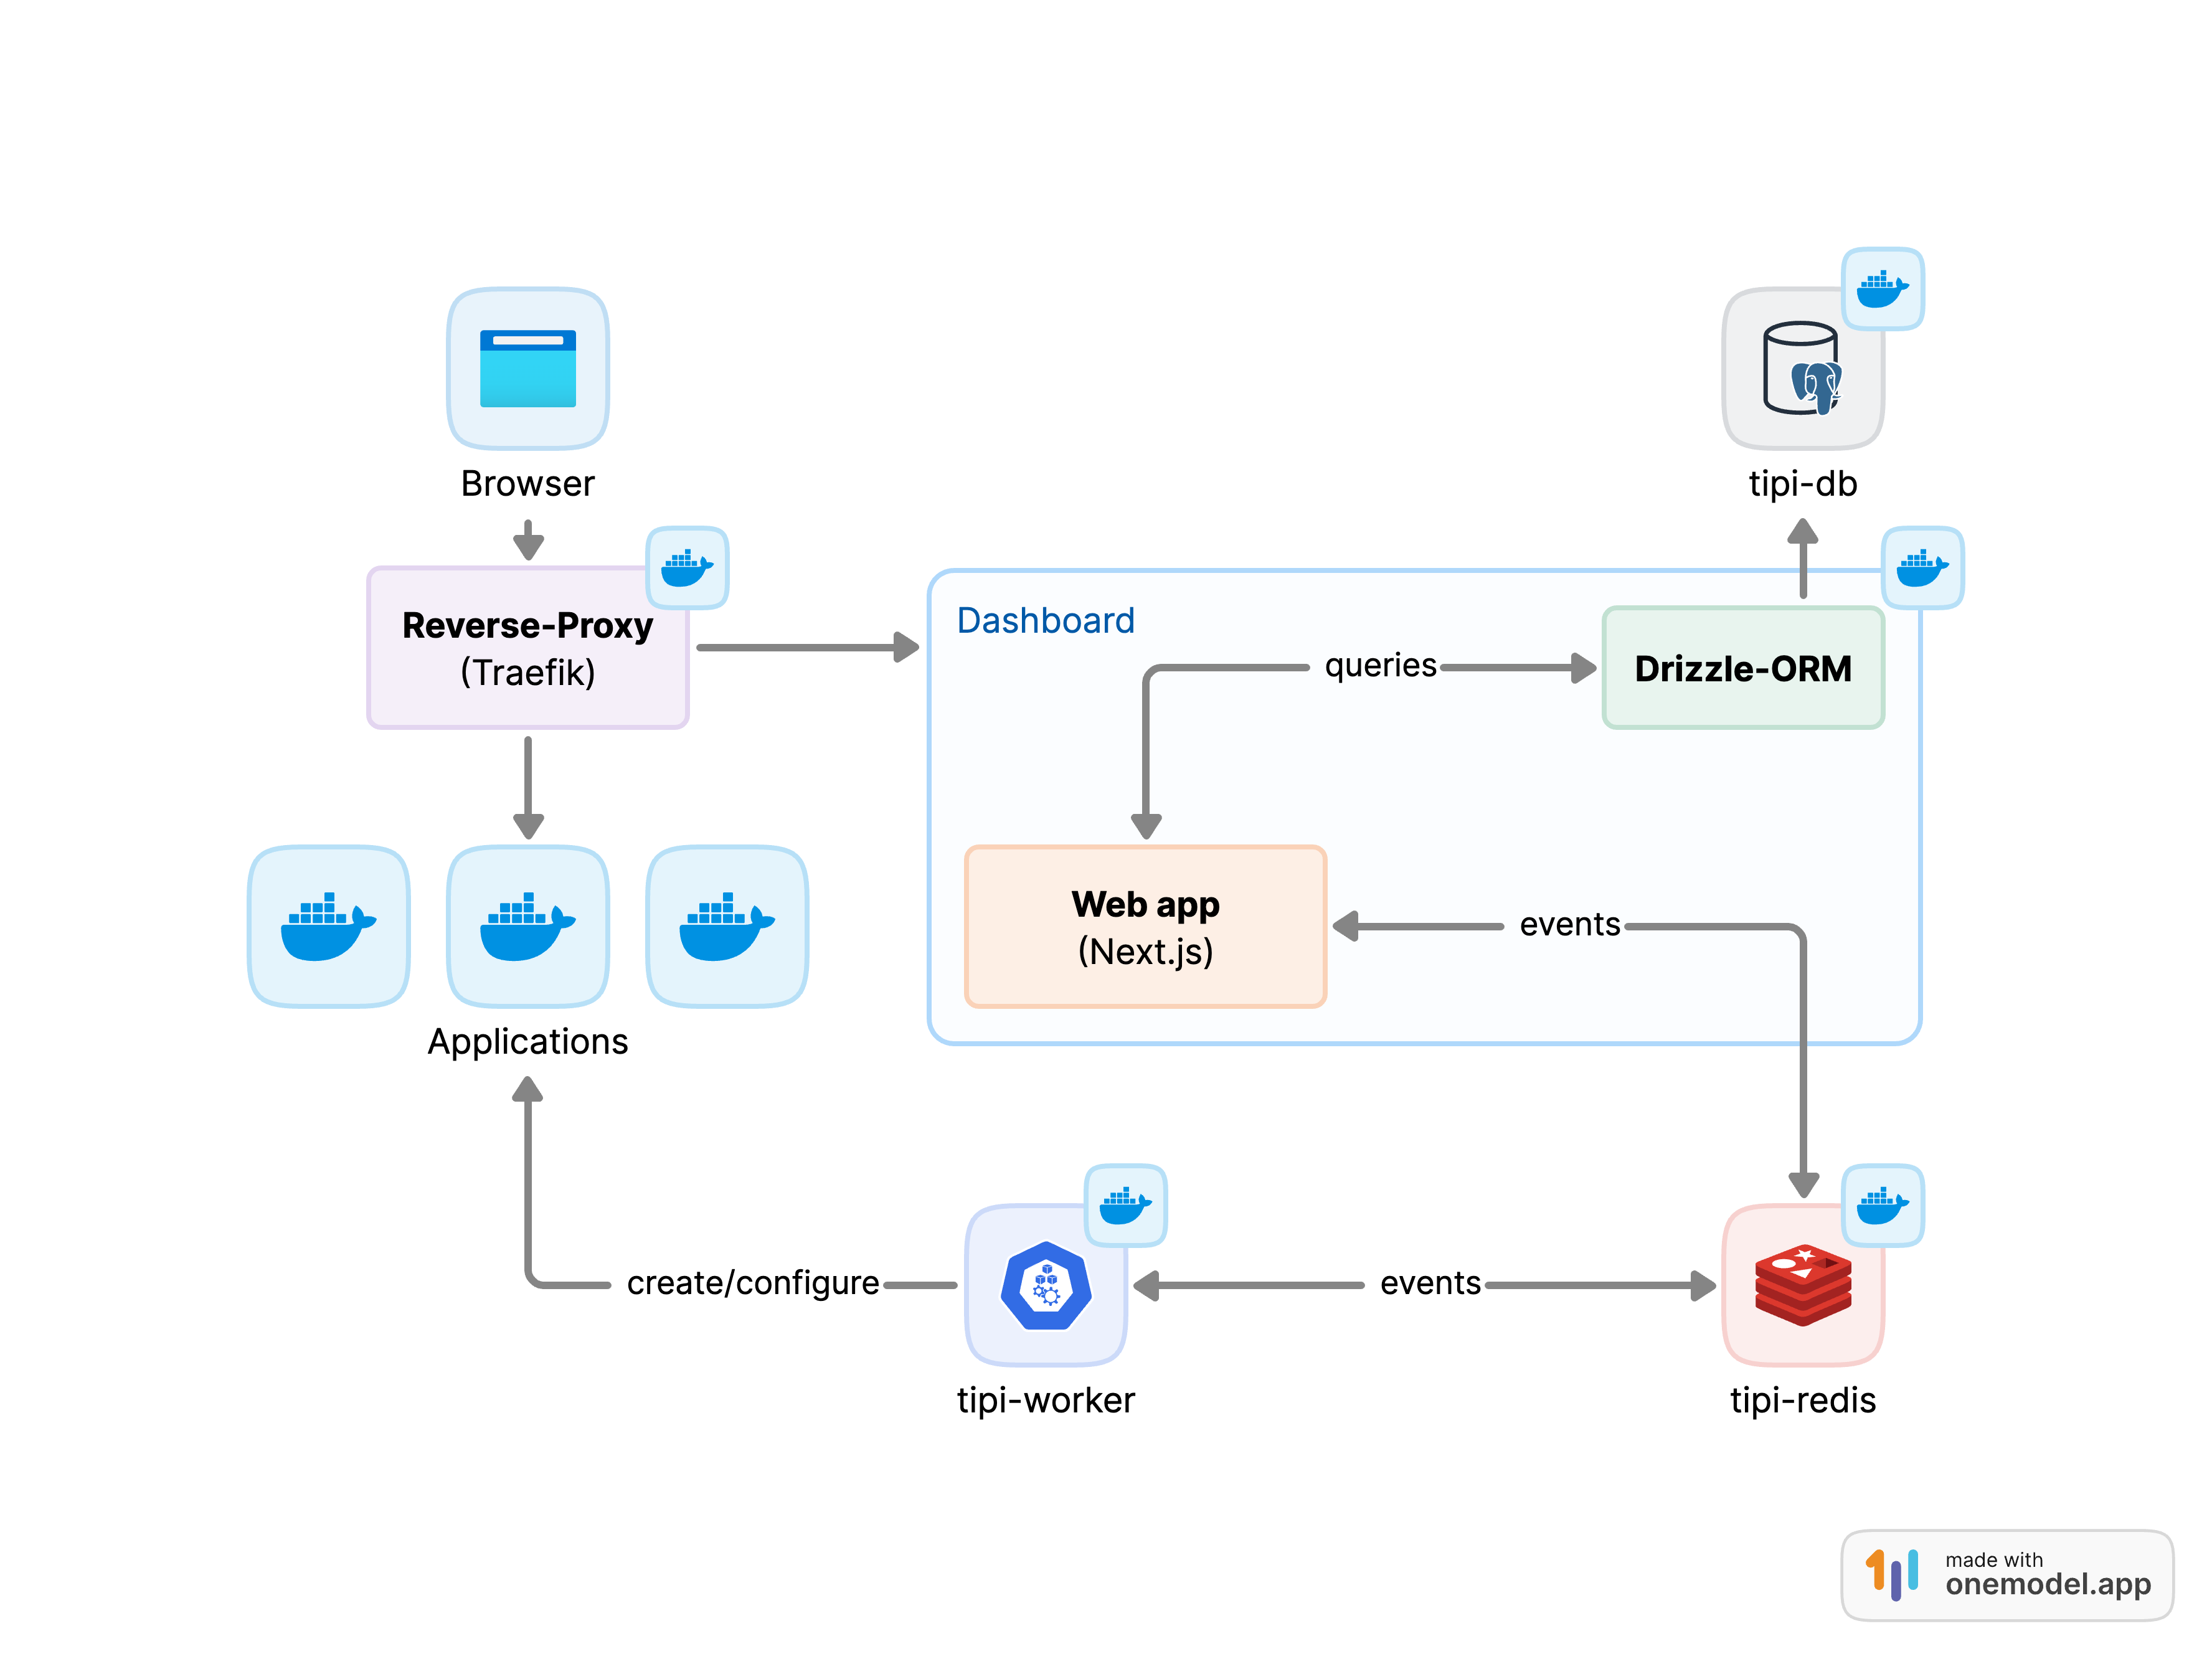 Browser
tipi-db
Reverse-Proxy
(Traefik)
Dashboard
queries
Drizzle-ORM
Web app
(Next.js)
events
Applications
create/configure
events
tipi-worker
tipi-redis
made with
onemodel.app